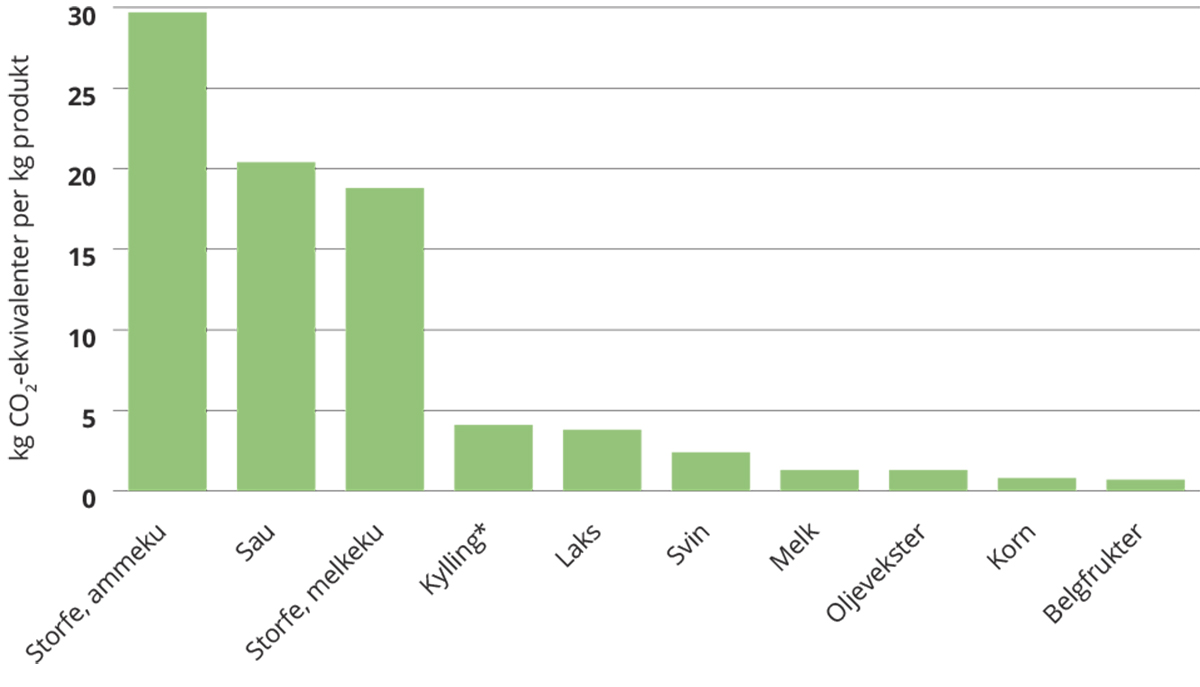 kg CO₂-ekvivalenter per kg produkt
30
25
20
15
10
5
0
Storfe, ammeku
Sau
Storfe, melkeku
Kylling*
Laks
Svin
Melk
Oljevekster
Korn
Belgfrukter